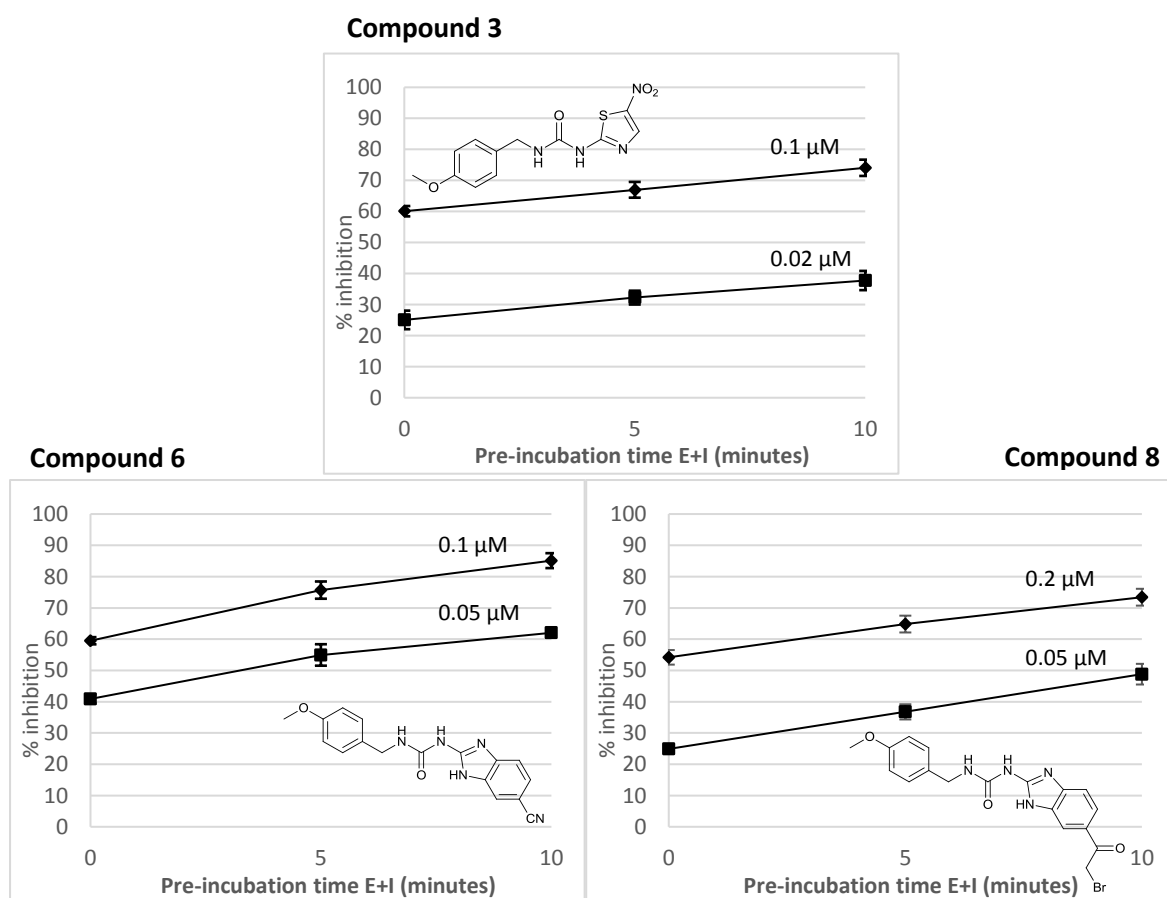 Compound 3
100
90
80
70
60
50
40
30
20
10
0
% inhibition
NO2
S
O
N
H
N
H
N
O
0.1 µM
0.02 µM
0
5
10
Pre-incubation time E+I (minutes)
Compound 6
100
90
80
70
60
50
40
30
20
10
0
% inhibition
0.1 µM
0.05 µM
O
H
N
H
N
N
O
HN
CN
0
5
10
Pre-incubation time E+I (minutes)
Compound 8
100
90
80
70
60
50
40
30
20
10
0
% inhibition
0.2 µM
0.05 µM
O
H
N
H
N
N
O
HN
O
Br
0
5
10
Pre-incubation time E+I (minutes)